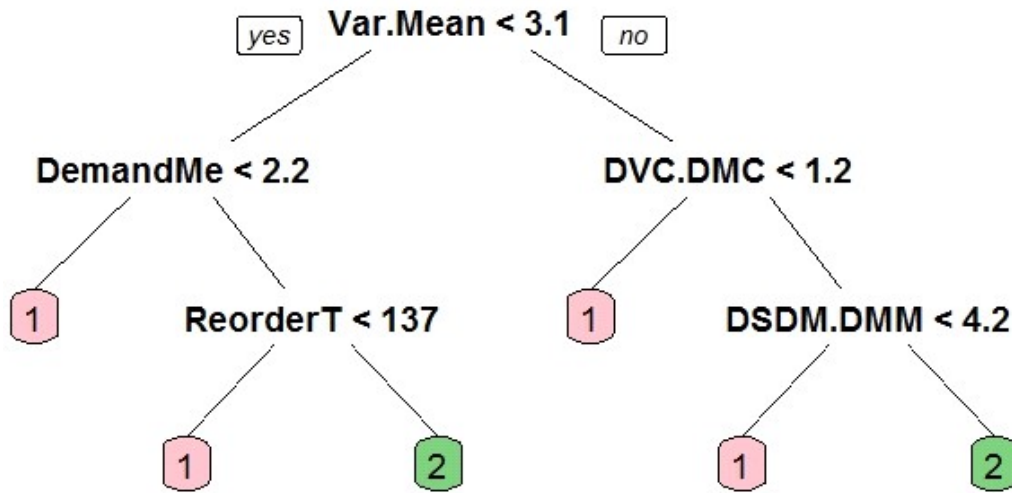 Var.Mean < 3.1
yes
no
DemandMe < 2.2
DVC.DMC < 1.2
1
ReorderT < 137
1
DSDM.DMM < 4.2
1
2
1
2